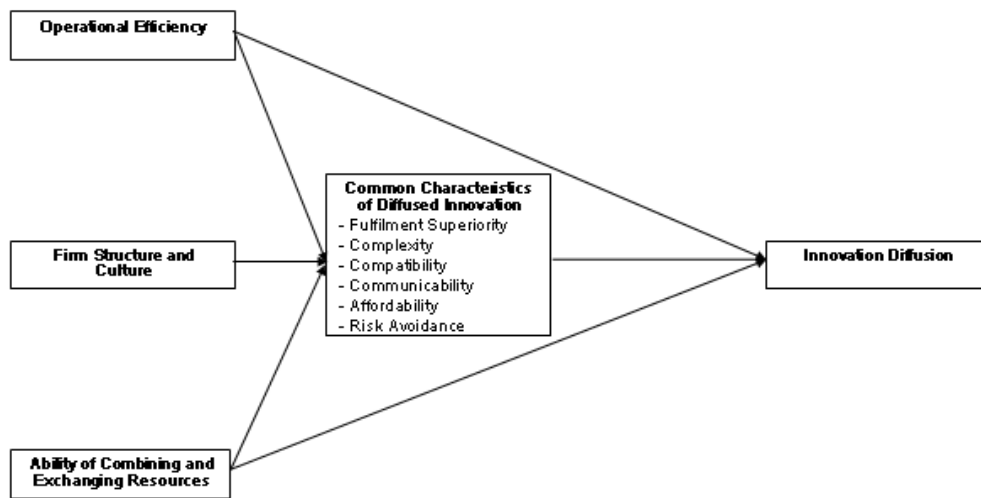 Operational Efficiency
Common Characteristics
of Diffused Innovation
- Fulfilment Superiority
- Complexity
- Compatibility
- Communicability
- Affordability
- Risk Avoidance
Firm Structure and
Culture
Innovation Diffusion
Ability of Combining and
Exchanging Resources